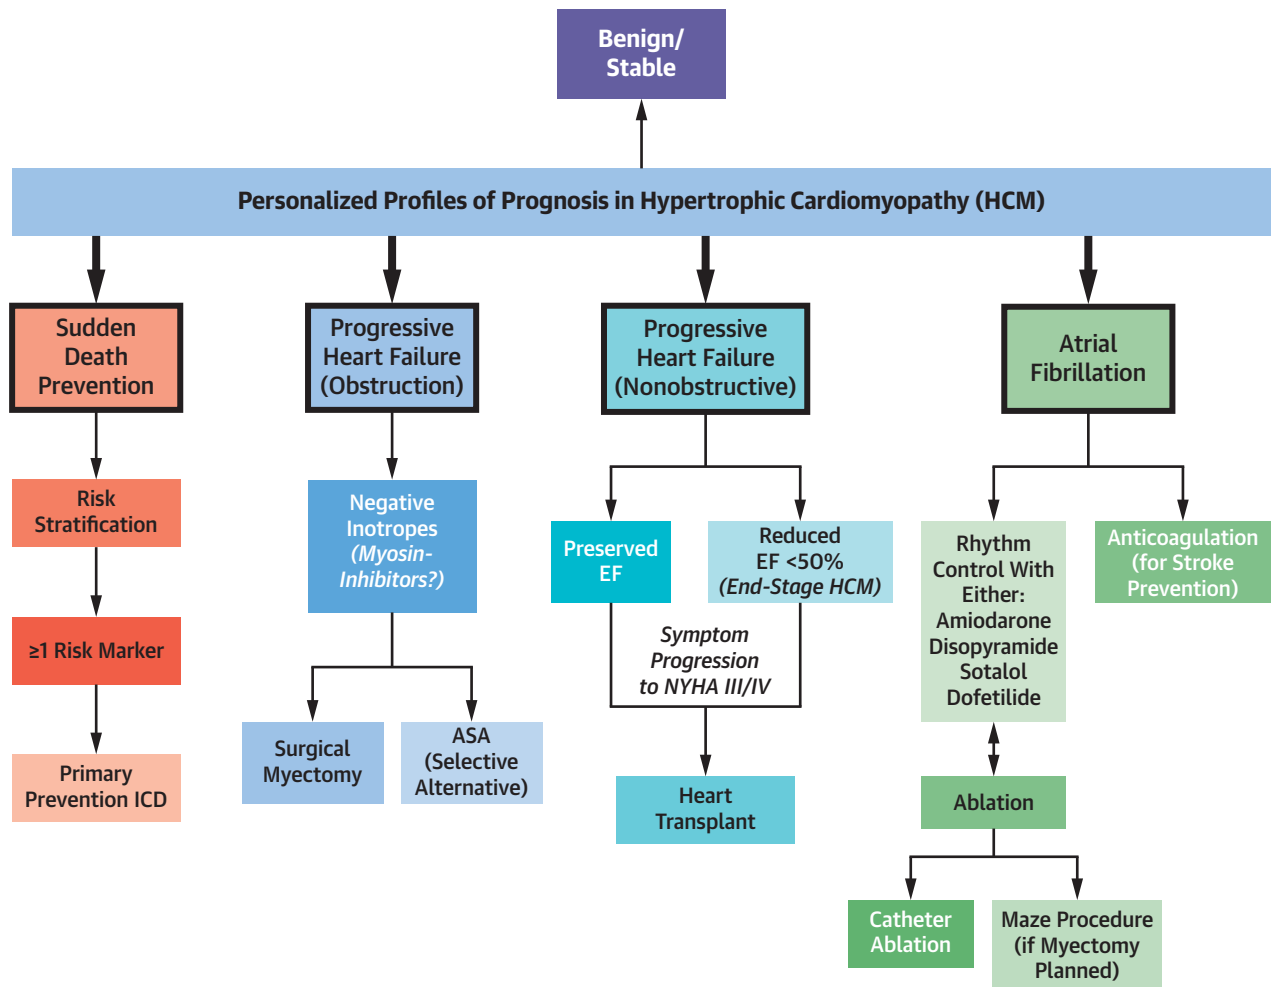 Benign/
Stable
Personalized Profiles of Prognosis in Hypertrophic Cardiomyopathy (HCM)
Sudden
Death
Prevention
Progressive
Heart Failure
(Obstruction)
Progressive
Heart Failure
(Nonobstructive)
Atrial
Fibrillation
Risk
Stratification
≥1 Risk Marker
Primary
Prevention ICD
Negative
Inotropes
(Myosin-
Inhibitors?)
Surgical
Myectomy
ASA
(Selective
Alternative)
Preserved
EF
Reduced
EF <50%
(End-Stage HCM)
Symptom
Progression
to NYHA III/IV
Heart
Transplant
Rhythm
Control With
Either:
Amiodarone
Disopyramide
Sotalol
Dofetilide
Anticoagulation
(for Stroke
Prevention)
Ablation
Catheter
Ablation
Maze Procedure
(if Myectomy
Planned)